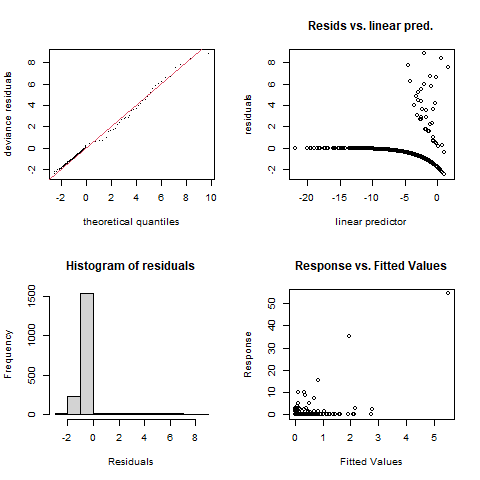 deviance residuals
8
6
4
2
0
-2
-2 0 2 4 6 8 10
theoretical quantiles
Resids vs. linear pred.
residuals
8
6
4
2
0
-2
-20 -15 -10 -5 0
linear predictor
Histogram of residuals
Frequency
1500
1000
500
0
-2 0 2 4 6 8
Residuals
Response vs. Fitted Values
Response
50
40
30
20
10
0
0 1 2 3 4 5
Fitted Values